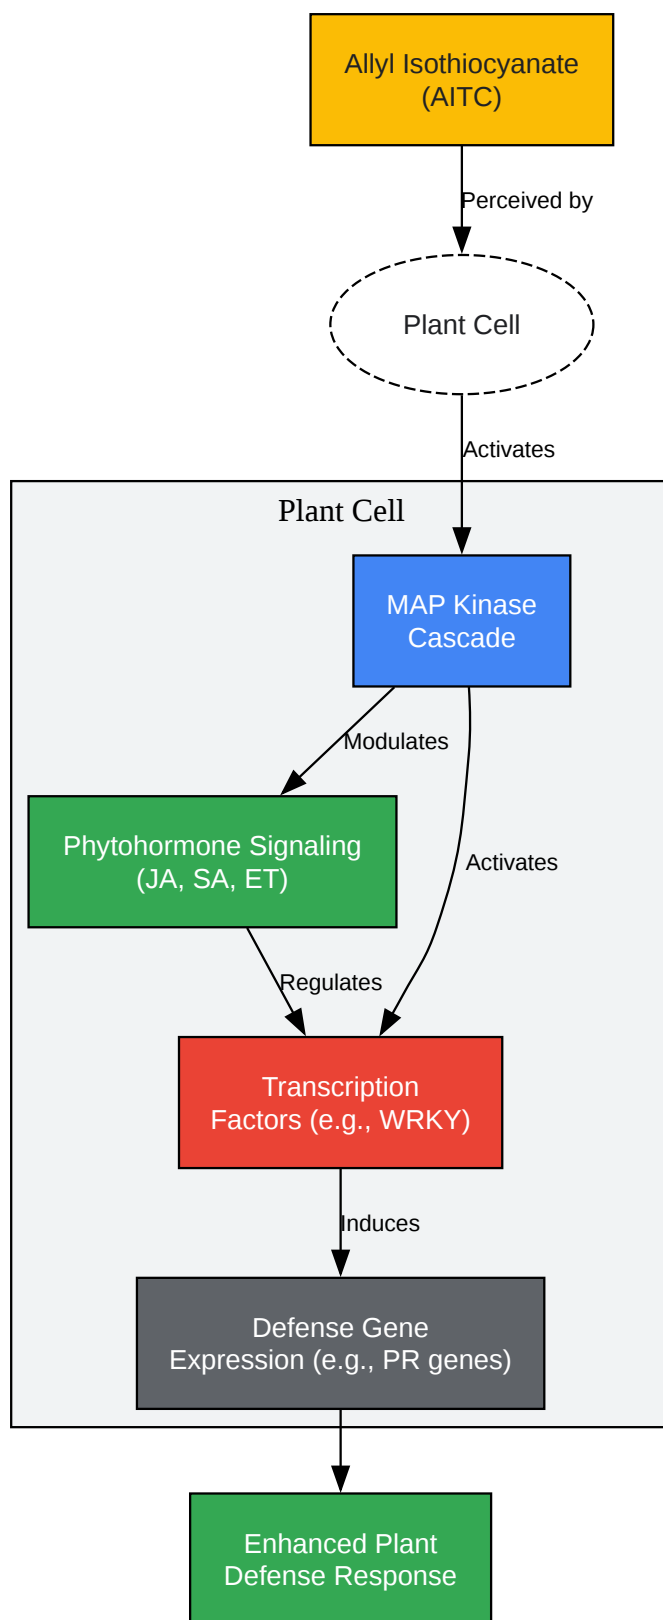 Allyl Isothiocyanate
(AITC)
Perceived by
Plant Cell
Activates
Plant Cell
MAP Kinase
Cascade
Modulates
Phytohormone Signaling
(JA, SA, ET)
Activates
Regulates
Transcription
Factors (e.g., WRKY)
Induces
Defense Gene
Expression (e.g., PR genes)
Enhanced Plant
Defense Response